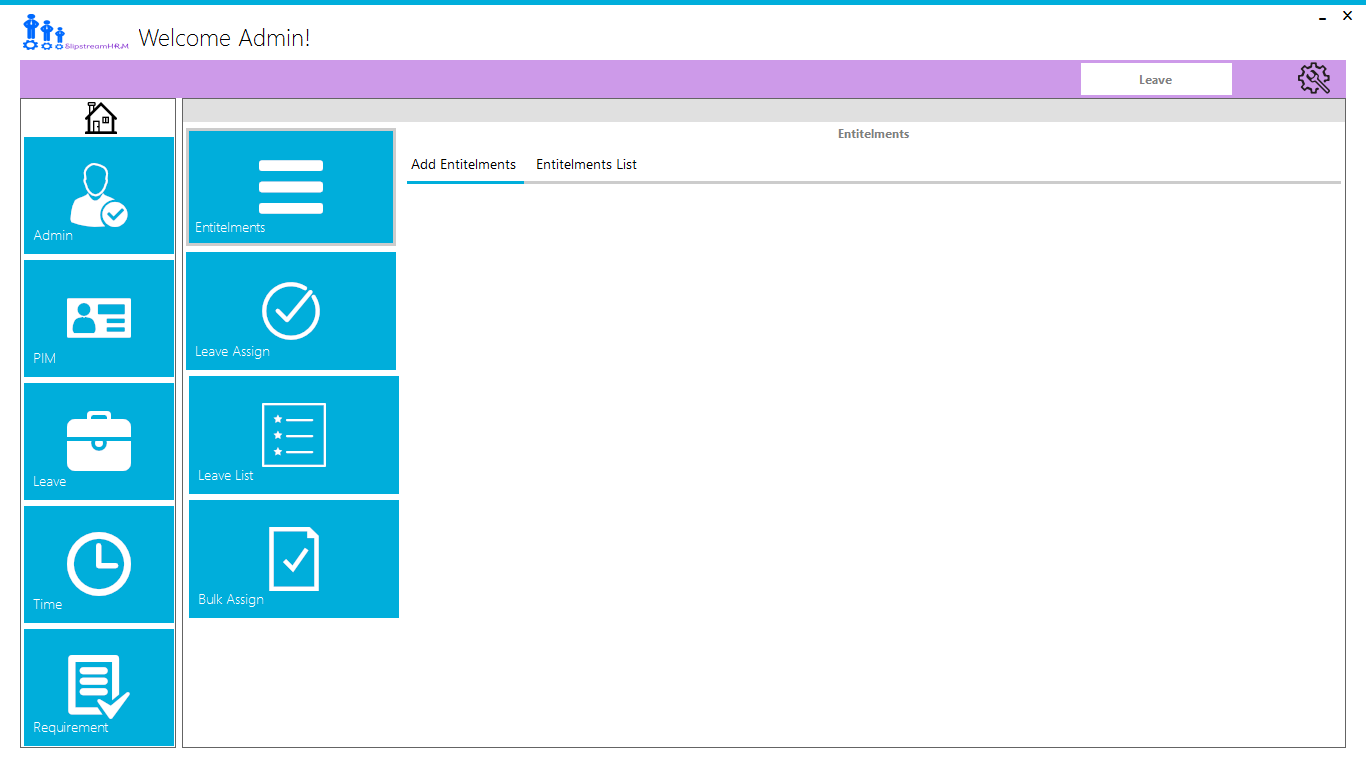 SlipstreamHRM
Welcome Admin!
Leave
Admin
PIM
Leave
Time
Requirement
Entitelments
Leave Assign
Leave List
Bulk Assign
Entitelments
Add Entitelments Entitelments List